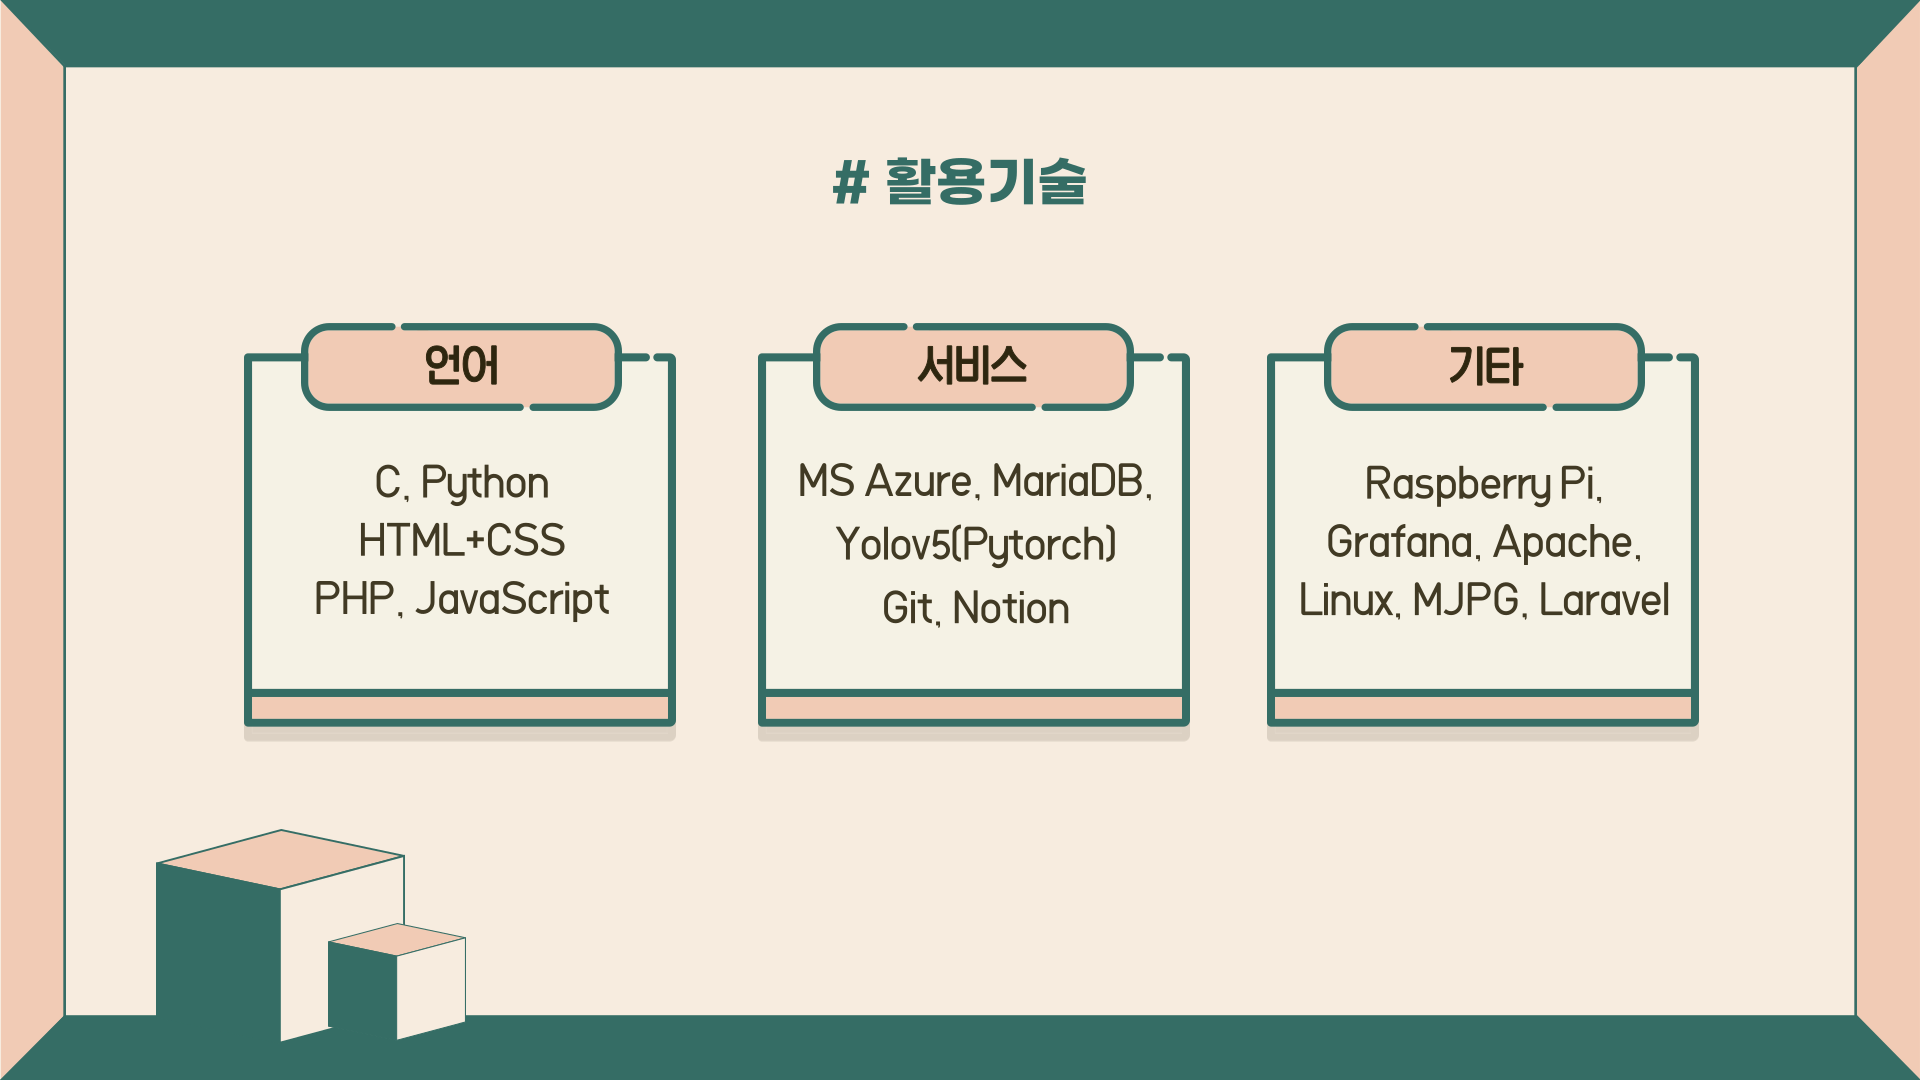 # 활용기술
언어
C, Python
HTML+CSS
PHP, JavaScript
서비스
MS Azure, MariaDB,
Yolov5(Pytorch)
Git, Notion
기타
Raspberry Pi,
Grafana, Apache,
Linux, MJPG, Laravel